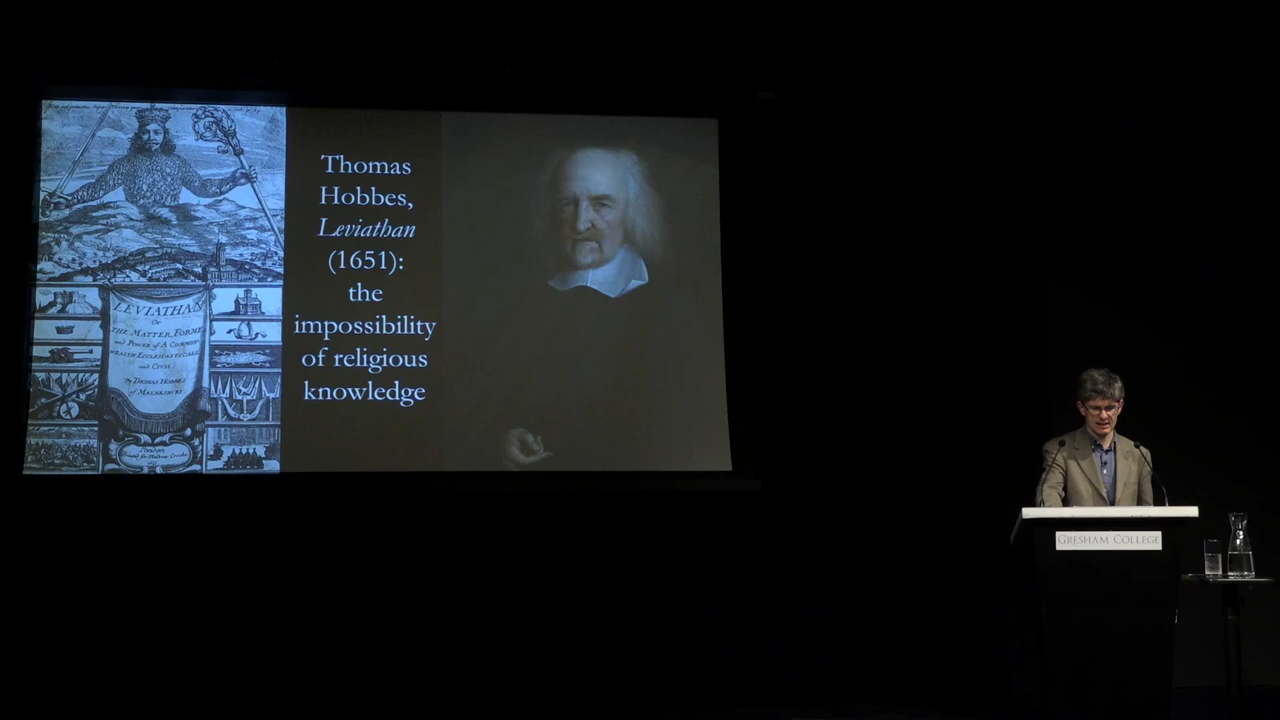 Thomas
Hobbes,
Leviathan
(1651):
the
impossibility
of religious
knowledge
LEVIATHAN
Or
THE MATTER, FORME
and POWER of A COMMON
WEALTH ECCLESIASTICALL
and CIVIL.
By THOMAS HOBBES
of MALMESBURY.
London
GRESHAM COLLEGE